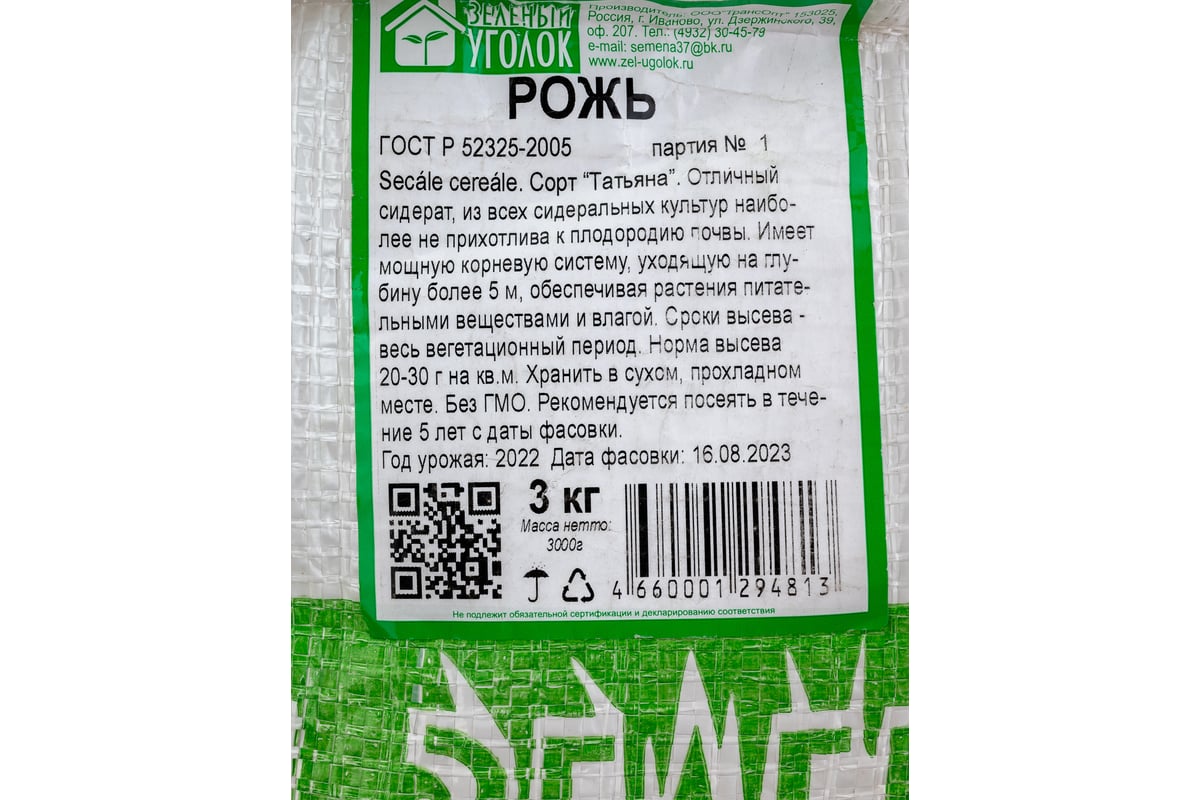 ЗЕЛЕНЫЙ
УГОЛОК
Производитель: ООО "ТрансОпт" 153025,
Россия, г. Иваново, ул. Дзержинского, 39,
оф. 207. Тел.: (4932) 30-45-79
e-mail: semena37@bk.ru
www.zel-ugolok.ru
РОЖЬ
ГОСТ Р 52325-2005 партия № 1
Secále cereále. Сорт “Татьяна”. Отличный
сидерат, из всех сидеральных культур наибо-
лее не прихотлива к плодородию почвы. Имеет
мощную корневую систему, уходящую на глу-
бину более 5 м, обеспечивая растения питате-
льными веществами и влагой. Сроки высева -
весь вегетационный период. Норма высева
20-30 г на кв.м. Хранить в сухом, прохладном
месте. Без ГМО. Рекомендуется посеять в тече-
ние 5 лет с даты фасовки.
Год урожая: 2022 Дата фасовки: 16.08.2023
3 кг
Масса нетто:
3000г
4 660001 294813
Не подлежит обязательной сертификации и декларированию соответствия